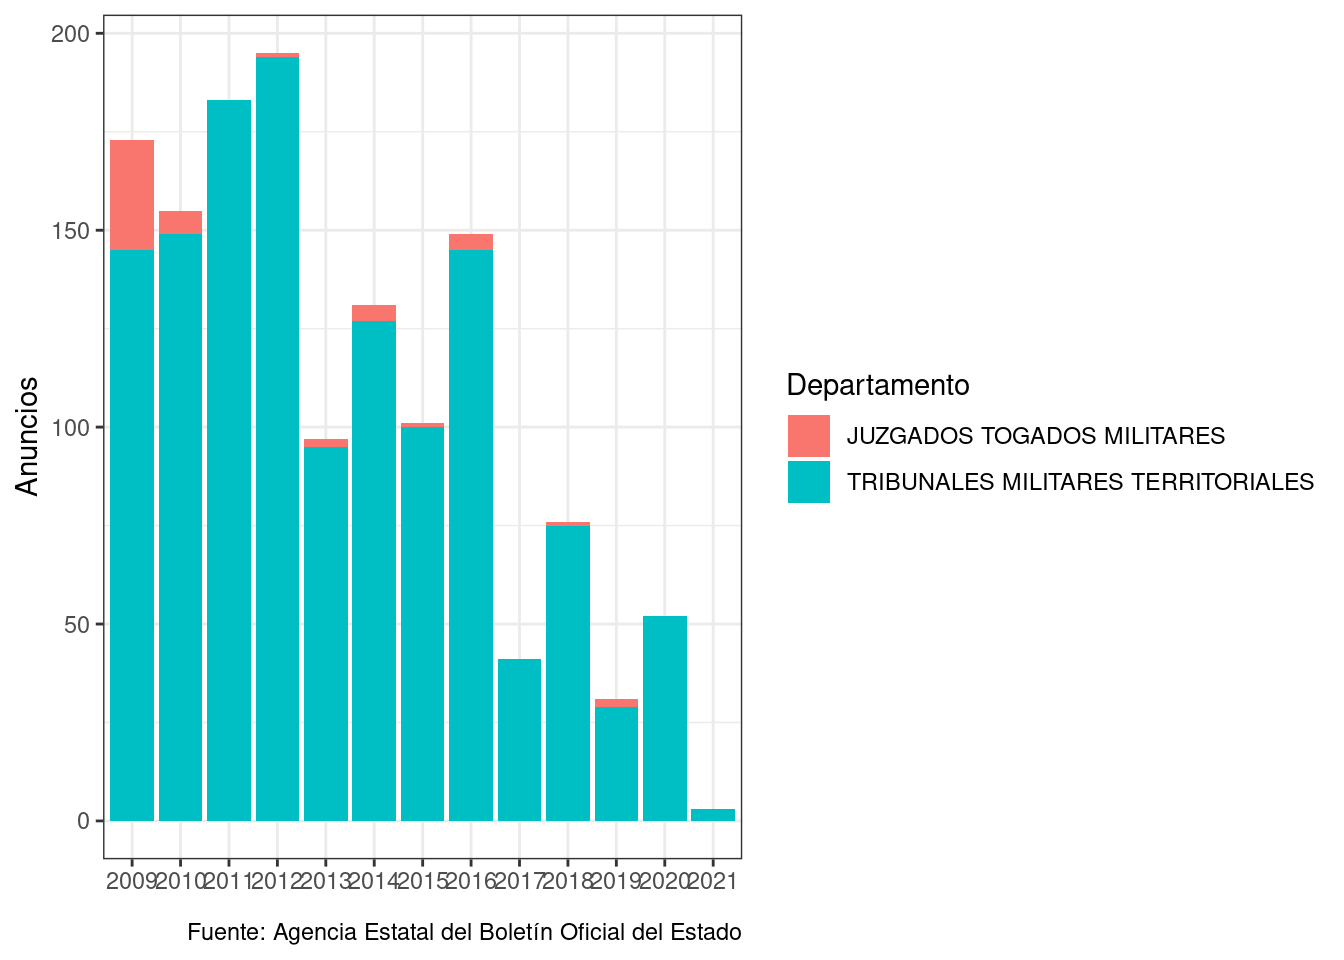 200
150
100
50
0
Anuncios
2009 2010 2011 2012 2013 2014 2015 2016 2017 2018 2019 2020 2021
Fuente: Agencia Estatal del Boletín Oficial del Estado
Departamento
JUZGADOS TOGADOS MILITARES
TRIBUNALES MILITARES TERRITORIALES